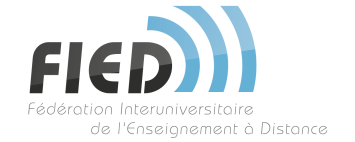 FIED
Fédération Interuniversitaire
de l'Enseignement à Distance